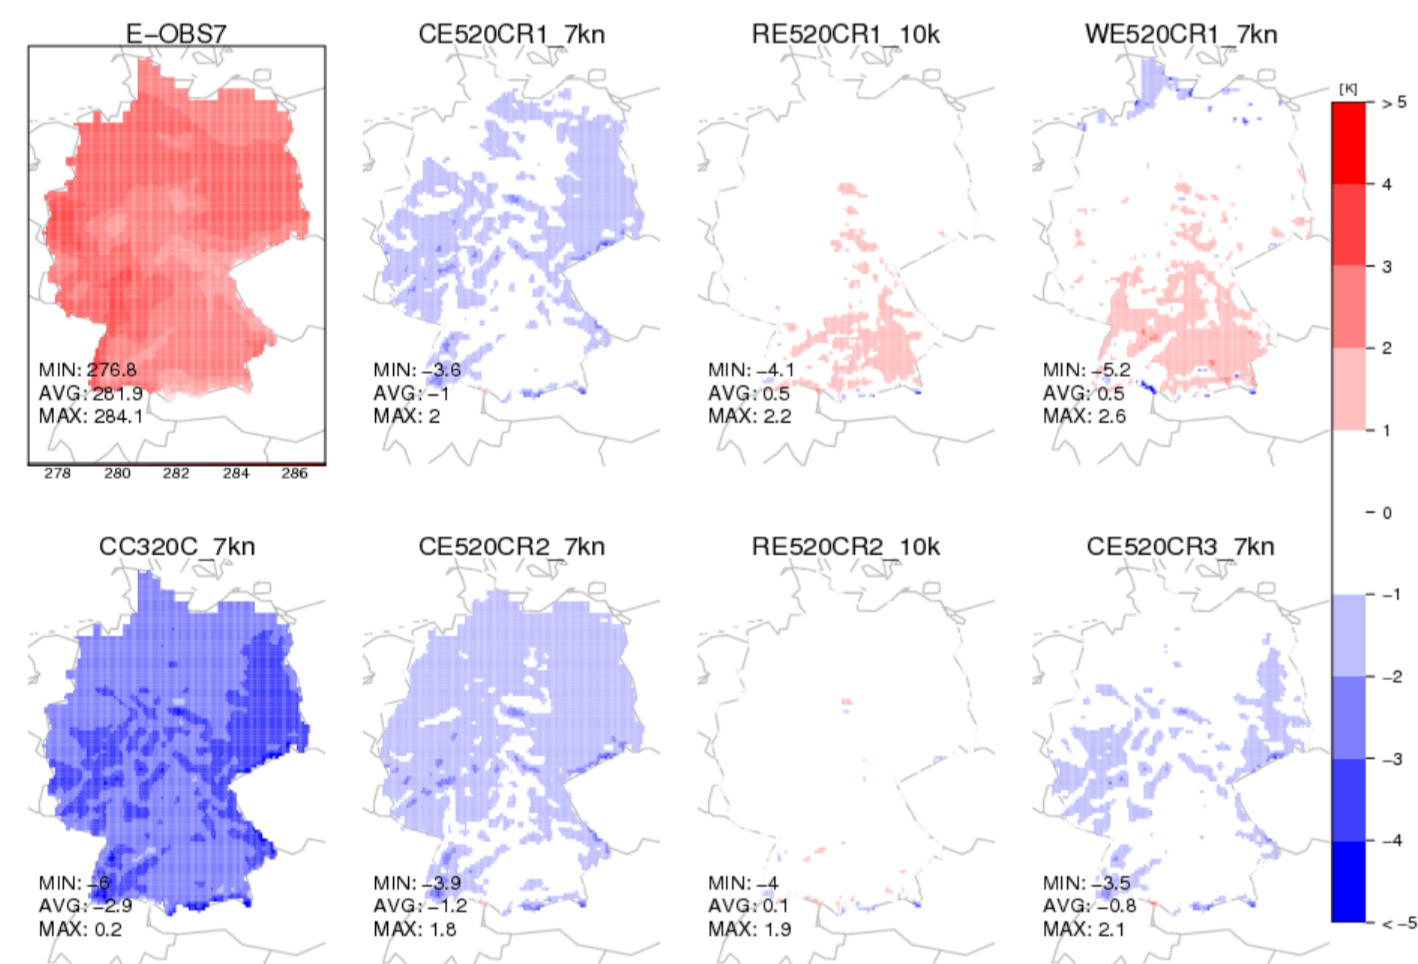 E−OBS7
CE520CR1_7kn
RE520CR1_10k
WE520CR1_7kn
[K]
> 5
4
3
2
1
0
−1
−2
−3
−4
< −5
MIN: 276.8
AVG: 281.9
MAX: 284.1
278 280 282 284 286
MIN: −3.6
AVG: −1
MAX: 2
MIN: −4.1
AVG: 0.5
MAX: 2.2
MIN: −5.2
AVG: 0.5
MAX: 2.6
CC320C_7kn
CE520CR2_7kn
RE520CR2_10k
CE520CR3_7kn
MIN: −6
AVG: −2.9
MAX: 0.2
MIN: −3.9
AVG: −1.2
MAX: 1.8
MIN: −4
AVG: 0.1
MAX: 1.9
MIN: −3.5
AVG: −0.8
MAX: 2.1